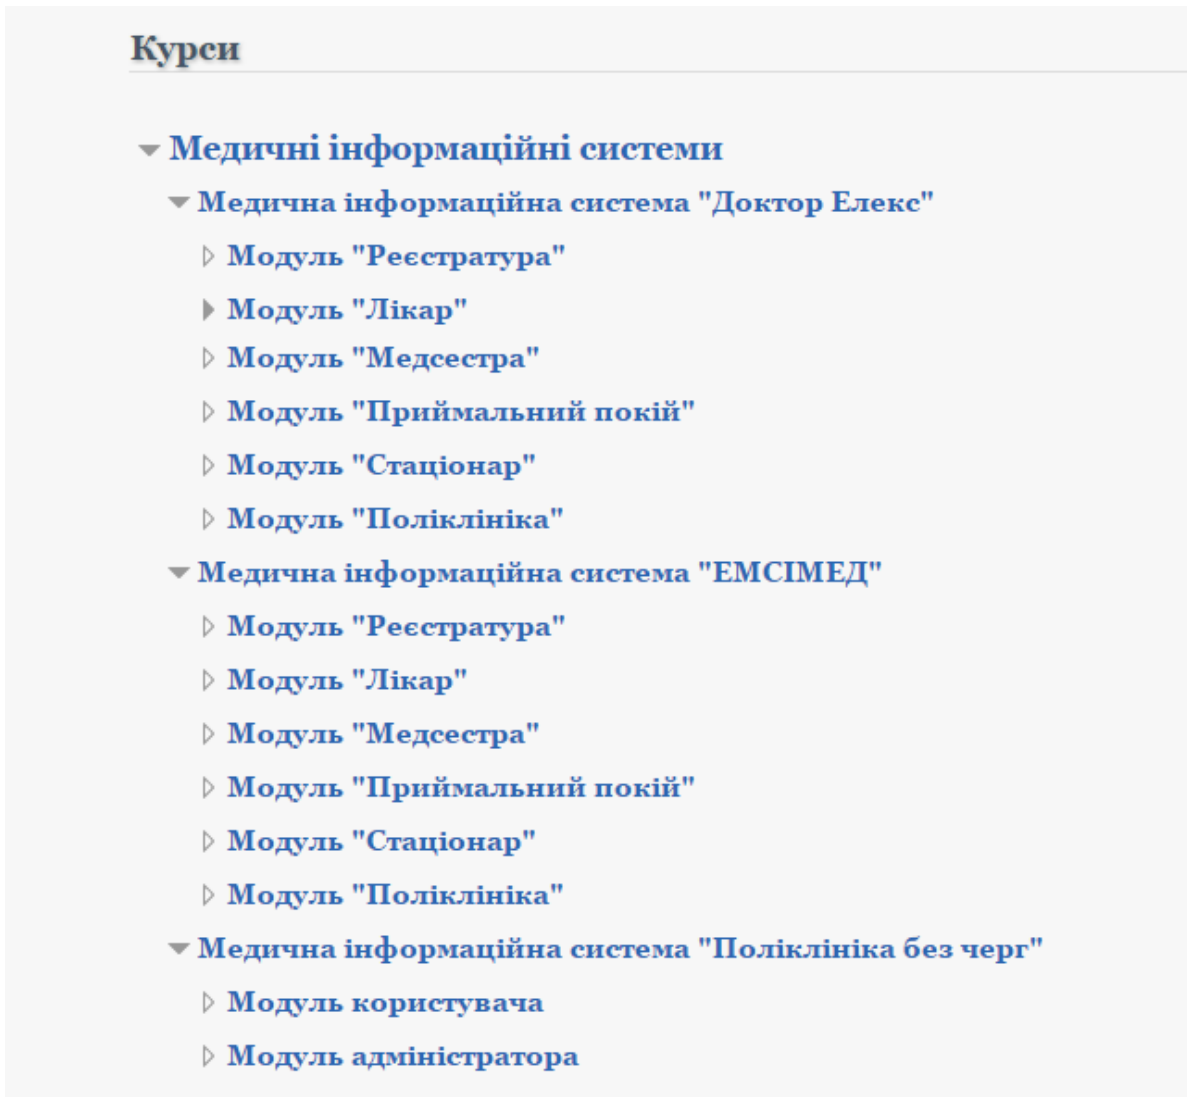 Курси
Медичні інформаційні системи
Медична інформаційна система "Доктор Елекс"
Модуль "Реєстратура"
Модуль "Лікар"
Модуль "Медсестра"
Модуль "Приймальний покій"
Модуль "Стаціонар"
Модуль "Поліклініка"
Медична інформаційна система "ЕМСІМЕД"
Модуль "Реєстратура"
Модуль "Лікар"
Модуль "Медсестра"
Модуль "Приймальний покій"
Модуль "Стаціонар"
Модуль "Поліклініка"
Медична інформаційна система "Поліклініка без черг"
Модуль користувача
Модуль адміністратора